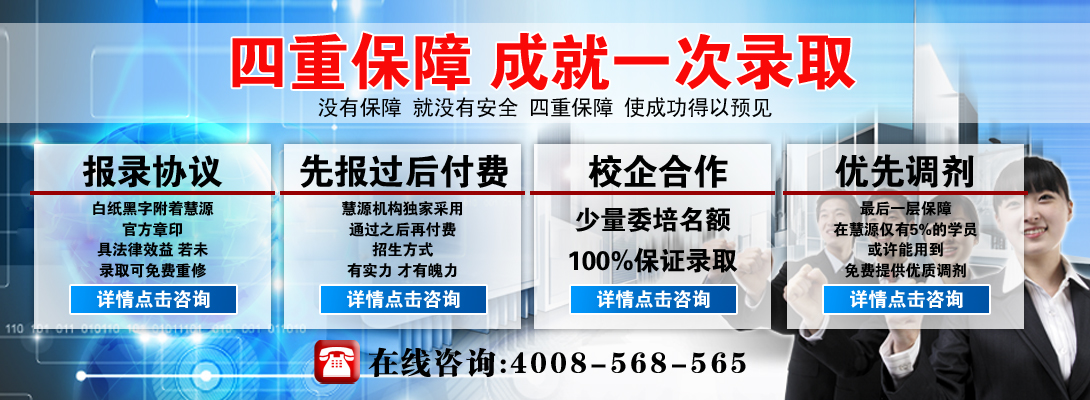 四重保障 成就一次录取
没有保障 就没有安全 四重保障 使成功得以预见
报录协议
白纸黑字附着慧源
官方章印
具法律效益 若未
录取可免费重修
详情点击咨询
先报过后付费
慧源机构独家采用
通过之后再付费
招生方式
有实力 才有魄力
详情点击咨询
校企合作
少量委培名额
100%保证录取
详情点击咨询
优先调剂
最后一层保障
在慧源仅有5%的学员
或许能用到
免费提供优质调剂
详情点击咨询
在线咨询:4008-568-565